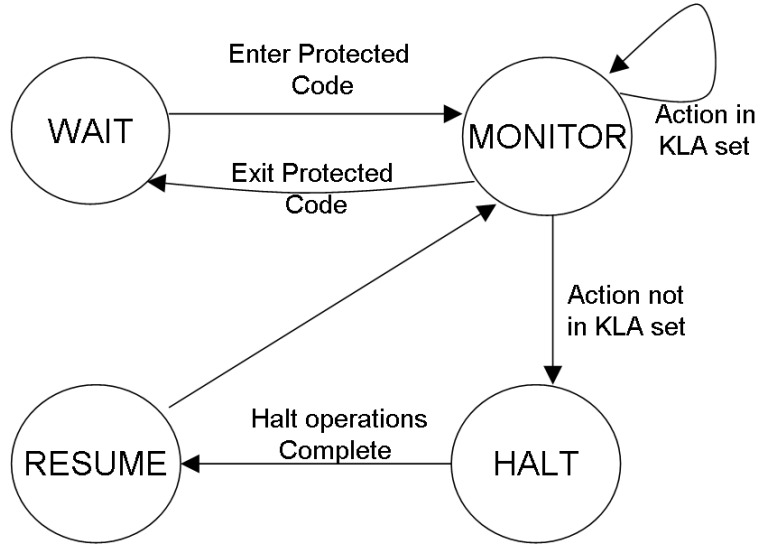 Enter Protected
Code
WAIT
MONITOR
Action in
KLA set
Exit Protected
Code
Action not
in KLA set
Halt operations
Complete
RESUME
HALT